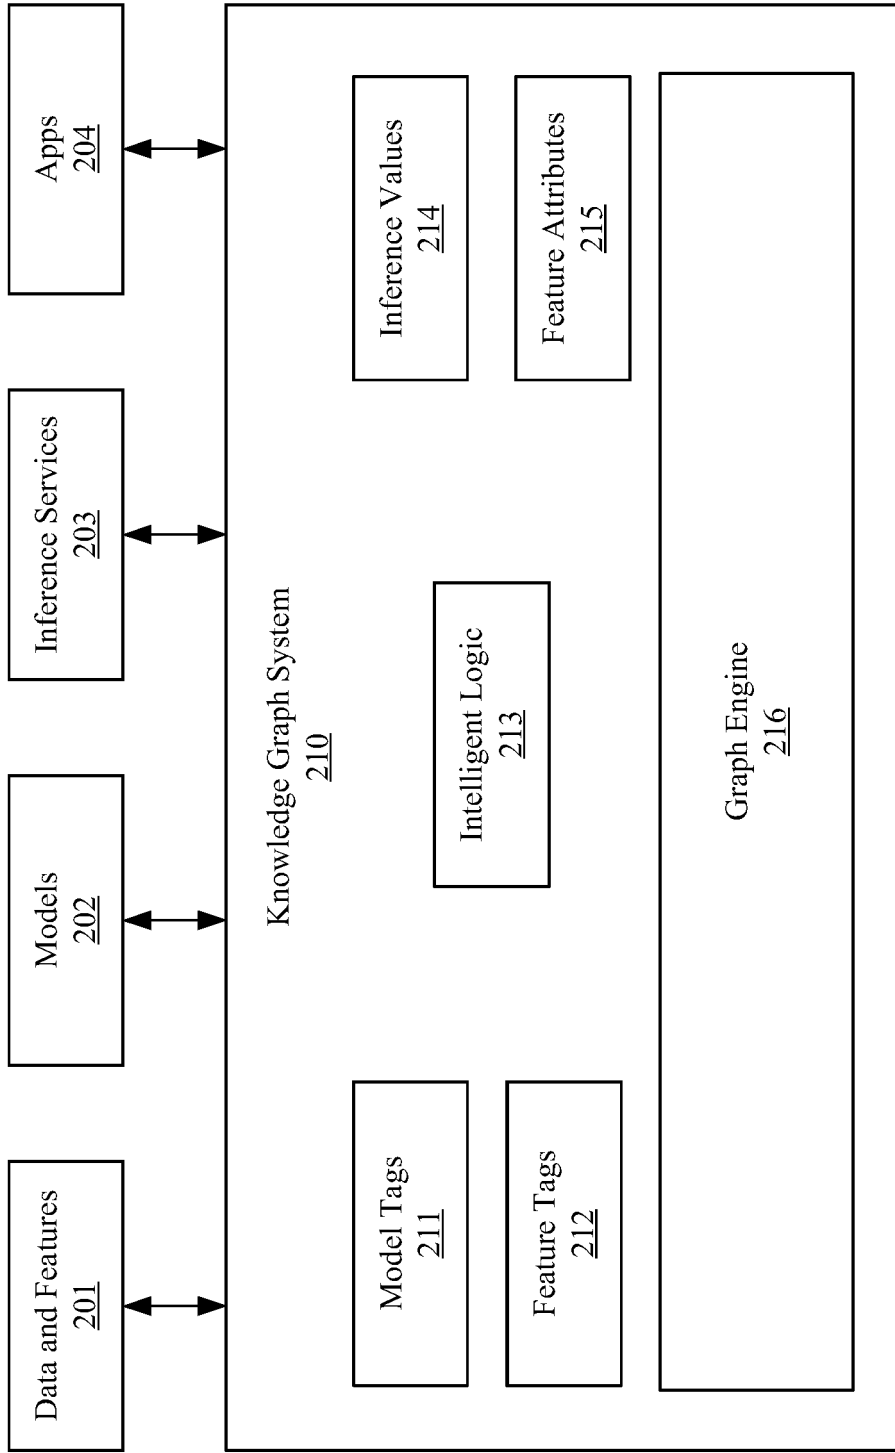 Data and Features
201
Models
202
Inference Services
203
Apps
204
Knowledge Graph System
210
Model Tags
211
Feature Tags
212
Intelligent Logic
213
Inference Values
214
Feature Attributes
215
Graph Engine
216